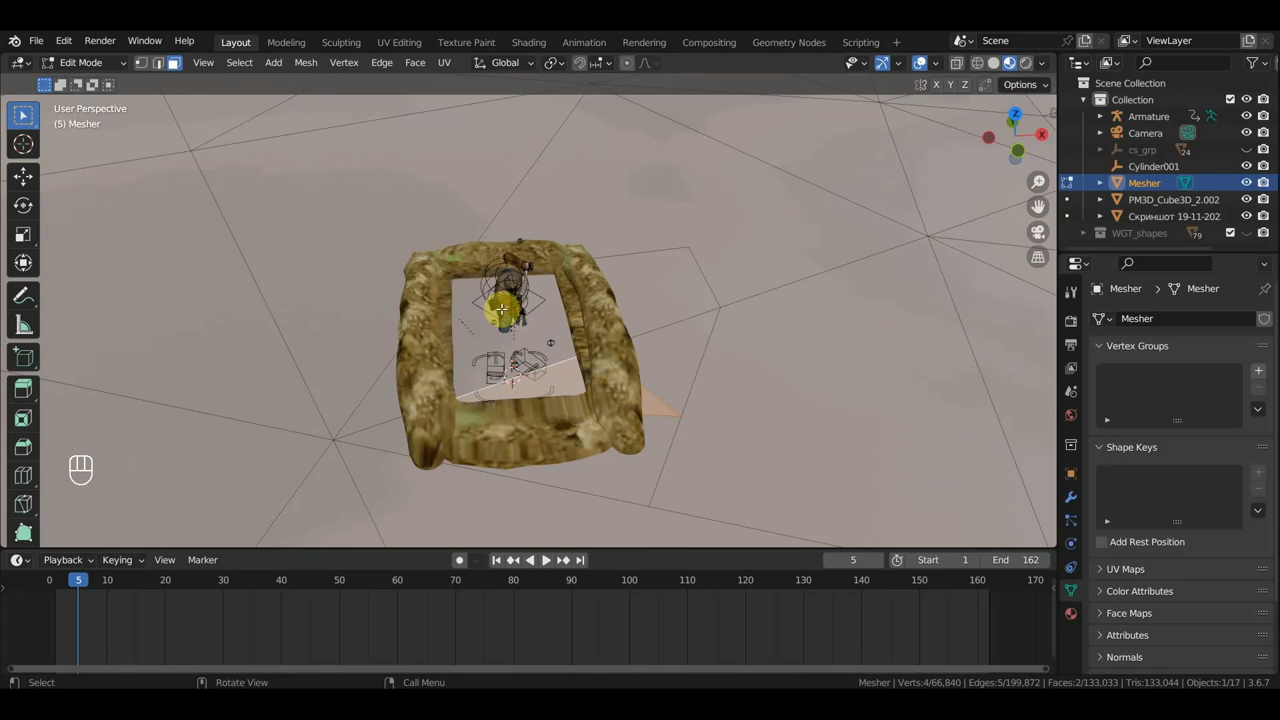 File Edit Render Window Help Layout Modeling Sculpting UV Editing Texture Paint Shading Animation Rendering Compositing Geometry Nodes Scripting + Scene ViewLayer
Edit Mode View Select Add Mesh Vertex Edge Face UV Global
X Y Z Options
User Perspective
(5) Mesher
Z
X
Scene Collection
Collection
Armature
Camera
cs_grp 24
Cylinder001
Mesher
PM3D_Cube3D_2.002
Скриншот 19-11-202
WGT_shapes 79
Mesher Mesher
Mesher
Vertex Groups
Shape Keys
Add Rest Position
UV Maps
Color Attributes
Face Maps
Attributes
Normals
Playback Keying View Marker 5 Start 1 End 162
0 5 10 20 30 40 50 60 70 80 90 100 110 120 130 140 150 160 170
Select Rotate View Call Menu Mesher | Verts:4/66,840 | Edges:5/199,872 | Faces:2/133,033 | Tris:133,044 | Objects:1/17 | 3.6.7